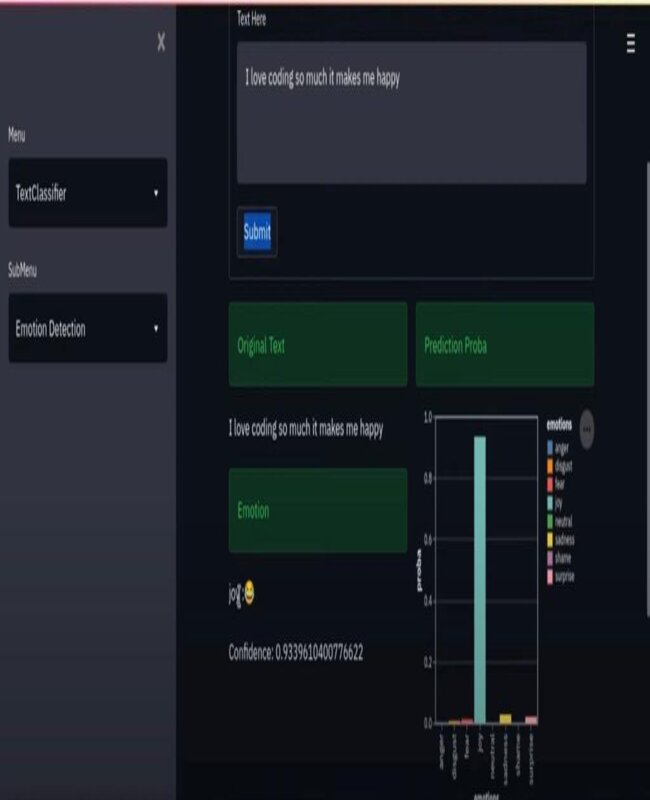 X
Menu
TextClassifier
SubMenu
Emotion Detection
Text Here
I love coding so much it makes me happy
Submit
Original Text
Prediction Proba
I love coding so much it makes me happy
Emotion
joy:😂
Confidence: 0.9339610400776622
1.0
0.8
0.6
0.4
0.2
0.0
proba
anger
disgust
fear
joy
neutral
sadness
shame
surprise
emotions
emotions
anger
disgust
fear
joy
neutral
sadness
shame
surprise